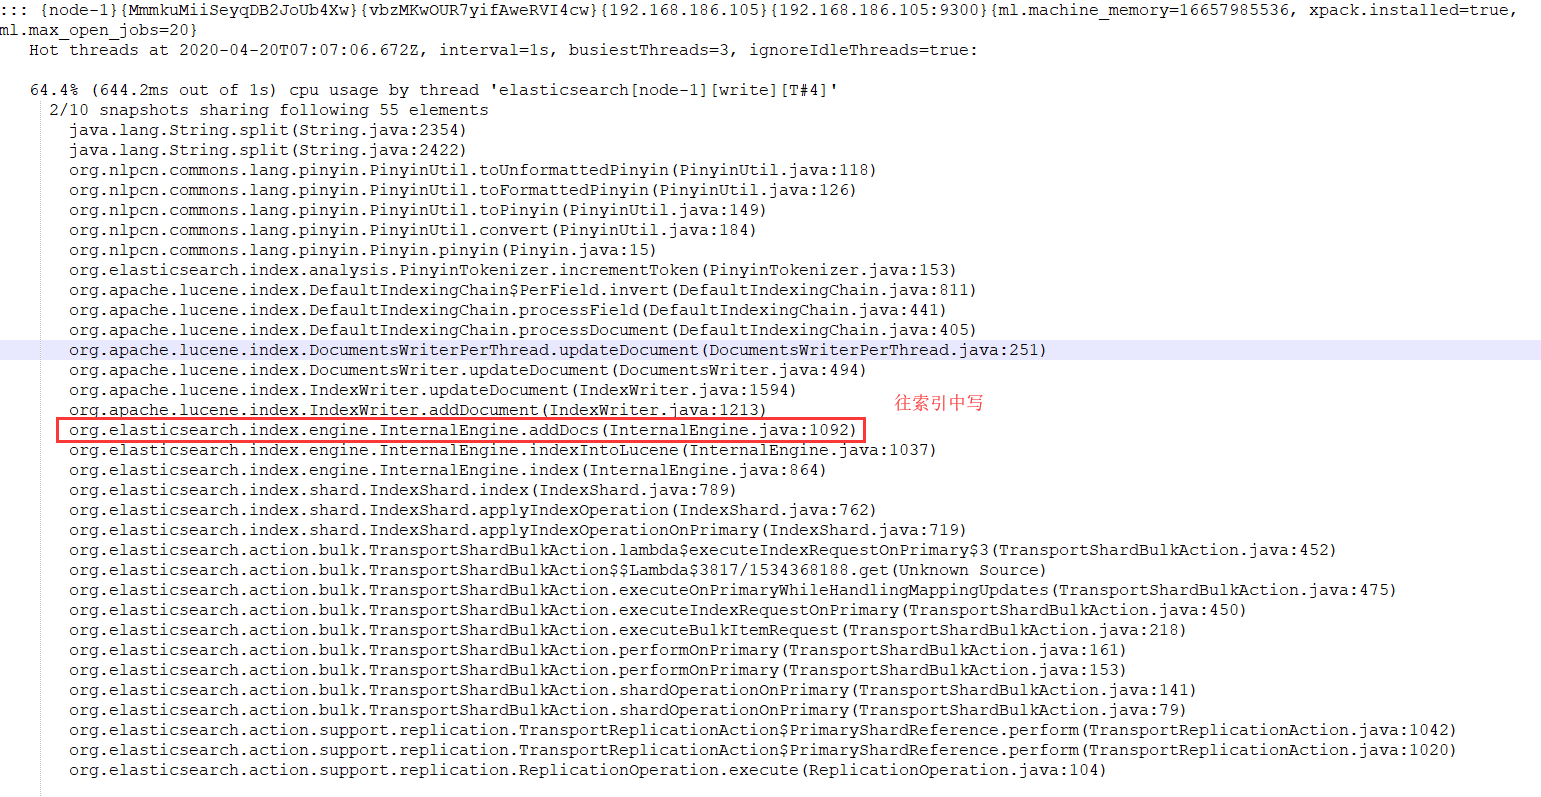 ::: {node-1}{MmmkuMiiSeyqDB2JoUb4Xw}{vbzMKwOUR7yifAweRVI4cw}{192.168.186.105}{192.168.186.105:9300}{ml.machine_memory=16657985536, xpack.installed=true,
ml.max_open_jobs=20}
Hot threads at 2020-04-20T07:07:06.672Z, interval=1s, busiestThreads=3, ignoreIdleThreads=true:
64.4% (644.2ms out of 1s) cpu usage by thread 'elasticsearch[node-1][write][T#4]'
2/10 snapshots sharing following 55 elements
java.lang.String.split(String.java:2354)
java.lang.String.split(String.java:2422)
org.nlpcn.commons.lang.pinyin.PinyinUtil.toUnformattedPinyin(PinyinUtil.java:118)
org.nlpcn.commons.lang.pinyin.PinyinUtil.toFormattedPinyin(PinyinUtil.java:126)
org.nlpcn.commons.lang.pinyin.PinyinUtil.toPinyin(PinyinUtil.java:149)
org.nlpcn.commons.lang.pinyin.PinyinUtil.convert(PinyinUtil.java:184)
org.nlpcn.commons.lang.pinyin.Pinyin.pinyin(Pinyin.java:15)
org.elasticsearch.index.analysis.PinyinTokenizer.incrementToken(PinyinTokenizer.java:153)
org.apache.lucene.index.DefaultIndexingChain$PerField.invert(DefaultIndexingChain.java:811)
org.apache.lucene.index.DefaultIndexingChain.processField(DefaultIndexingChain.java:441)
org.apache.lucene.index.DefaultIndexingChain.processDocument(DefaultIndexingChain.java:405)
org.apache.lucene.index.DocumentsWriterPerThread.updateDocument(DocumentsWriterPerThread.java:251)
org.apache.lucene.index.DocumentsWriter.updateDocument(DocumentsWriter.java:494)
org.apache.lucene.index.IndexWriter.updateDocument(IndexWriter.java:1594)
org.apache.lucene.index.IndexWriter.addDocument(IndexWriter.java:1213)
往索引中写
org.elasticsearch.index.engine.InternalEngine.addDocs(InternalEngine.java:1092)
org.elasticsearch.index.engine.InternalEngine.indexIntoLucene(InternalEngine.java:1037)
org.elasticsearch.index.engine.InternalEngine.index(InternalEngine.java:864)
org.elasticsearch.index.shard.IndexShard.index(IndexShard.java:789)
org.elasticsearch.index.shard.IndexShard.applyIndexOperation(IndexShard.java:762)
org.elasticsearch.index.shard.IndexShard.applyIndexOperationOnPrimary(IndexShard.java:719)
org.elasticsearch.action.bulk.TransportShardBulkAction.lambda$executeIndexRequestOnPrimary$3(TransportShardBulkAction.java:452)
org.elasticsearch.action.bulk.TransportShardBulkAction$$Lambda$3817/1534368188.get(Unknown Source)
org.elasticsearch.action.bulk.TransportShardBulkAction.executeOnPrimaryWhileHandlingMappingUpdates(TransportShardBulkAction.java:475)
org.elasticsearch.action.bulk.TransportShardBulkAction.executeIndexRequestOnPrimary(TransportShardBulkAction.java:450)
org.elasticsearch.action.bulk.TransportShardBulkAction.executeBulkItemRequest(TransportShardBulkAction.java:218)
org.elasticsearch.action.bulk.TransportShardBulkAction.performOnPrimary(TransportShardBulkAction.java:161)
org.elasticsearch.action.bulk.TransportShardBulkAction.performOnPrimary(TransportShardBulkAction.java:153)
org.elasticsearch.action.bulk.TransportShardBulkAction.shardOperationOnPrimary(TransportShardBulkAction.java:141)
org.elasticsearch.action.bulk.TransportShardBulkAction.shardOperationOnPrimary(TransportShardBulkAction.java:79)
org.elasticsearch.action.support.replication.TransportReplicationAction$PrimaryShardReference.perform(TransportReplicationAction.java:1042)
org.elasticsearch.action.support.replication.TransportReplicationAction$PrimaryShardReference.perform(TransportReplicationAction.java:1020)
org.elasticsearch.action.support.replication.ReplicationOperation.execute(ReplicationOperation.java:104)